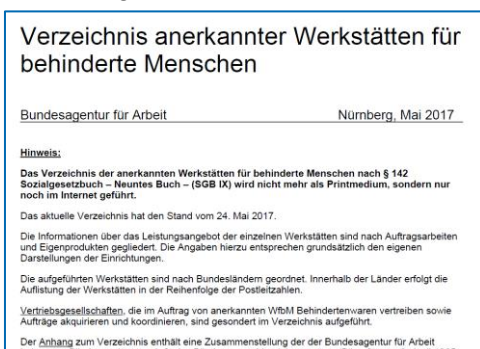 Verzeichnis anerkannter Werkstätten für
behinderte Menschen
Bundesagentur für Arbeit Nürnberg, Mai 2017
Hinweis:
Das Verzeichnis der anerkannten Werkstätten für behinderte Menschen nach § 142
Sozialgesetzbuch – Neuntes Buch – (SGB IX) wird nicht mehr als Printmedium, sondern nur
noch im Internet geführt.
Das aktuelle Verzeichnis hat den Stand vom 24. Mai 2017.
Die Informationen über das Leistungsangebot der einzelnen Werkstätten sind nach Auftragsarbeiten
und Eigenprodukten gegliedert. Die Angaben hierzu entsprechen grundsätzlich den eigenen
Darstellungen der Einrichtungen.
Die aufgeführten Werkstätten sind nach Bundesländern geordnet. Innerhalb der Länder erfolgt die
Auflistung der Werkstätten in der Reihenfolge der Postleitzahlen.
Vertriebsgesellschaften, die im Auftrag von anerkannten WfbM Behindertenwaren vertreiben sowie
Aufträge akquirieren und koordinieren, sind gesondert im Verzeichnis aufgeführt.
Der Anhang zum Verzeichnis enthält eine Zusammenstellung der der Bundesagentur für Arbeit